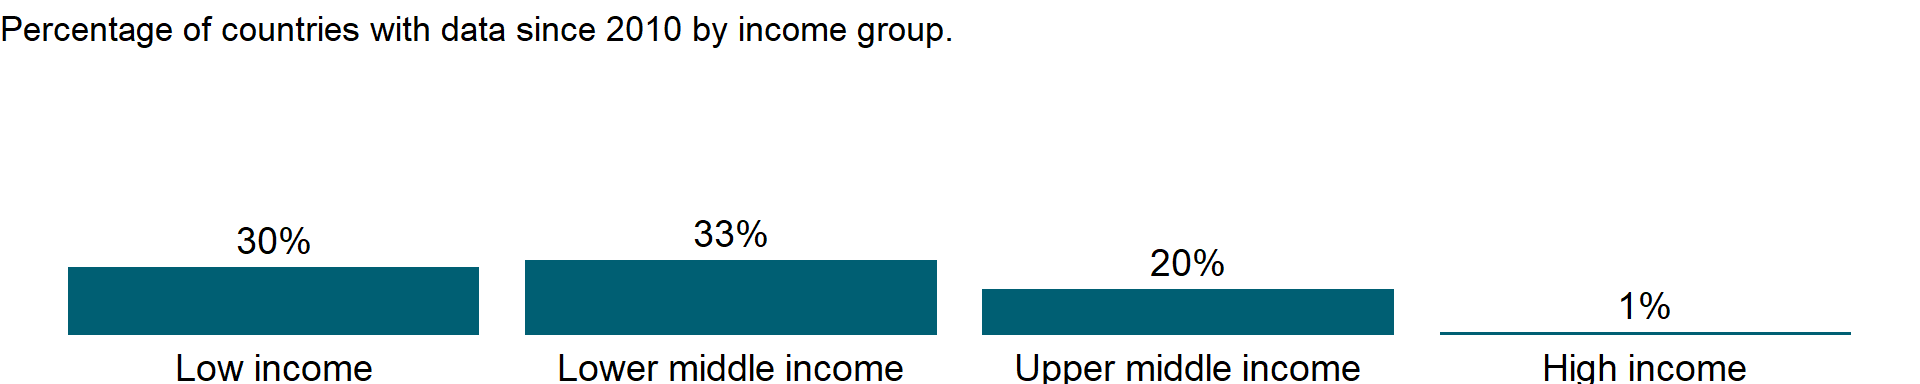 Percentage of countries with data since 2010 by income group.
30%
33%
20%
1%
Low income
Lower middle income
Upper middle income
High income